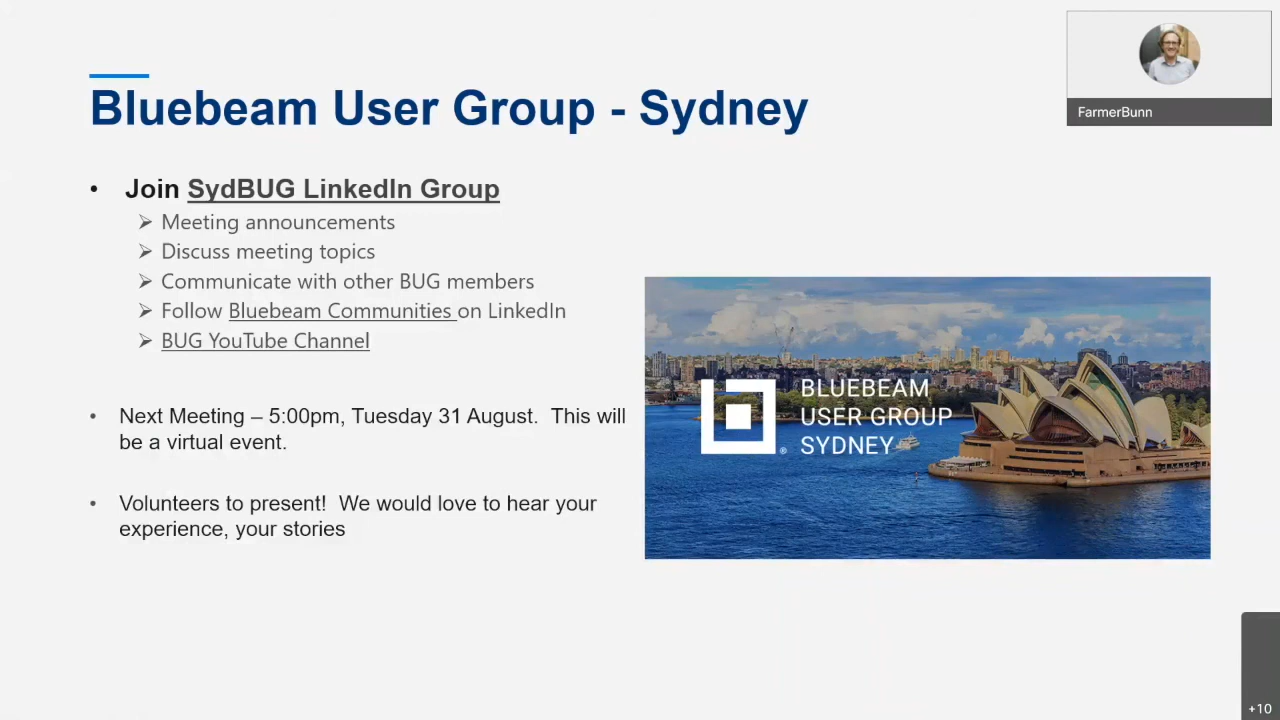 Bluebeam User Group - Sydney
FarmerBunn
• Join SydBUG LinkedIn Group
➢ Meeting announcements
➢ Discuss meeting topics
➢ Communicate with other BUG members
➢ Follow Bluebeam Communities on LinkedIn
➢ BUG YouTube Channel
• Next Meeting – 5:00pm, Tuesday 31 August.  This will
be a virtual event.
• Volunteers to present!  We would love to hear your
experience, your stories
BLUEBEAM
USER GROUP
SYDNEY
®
+10